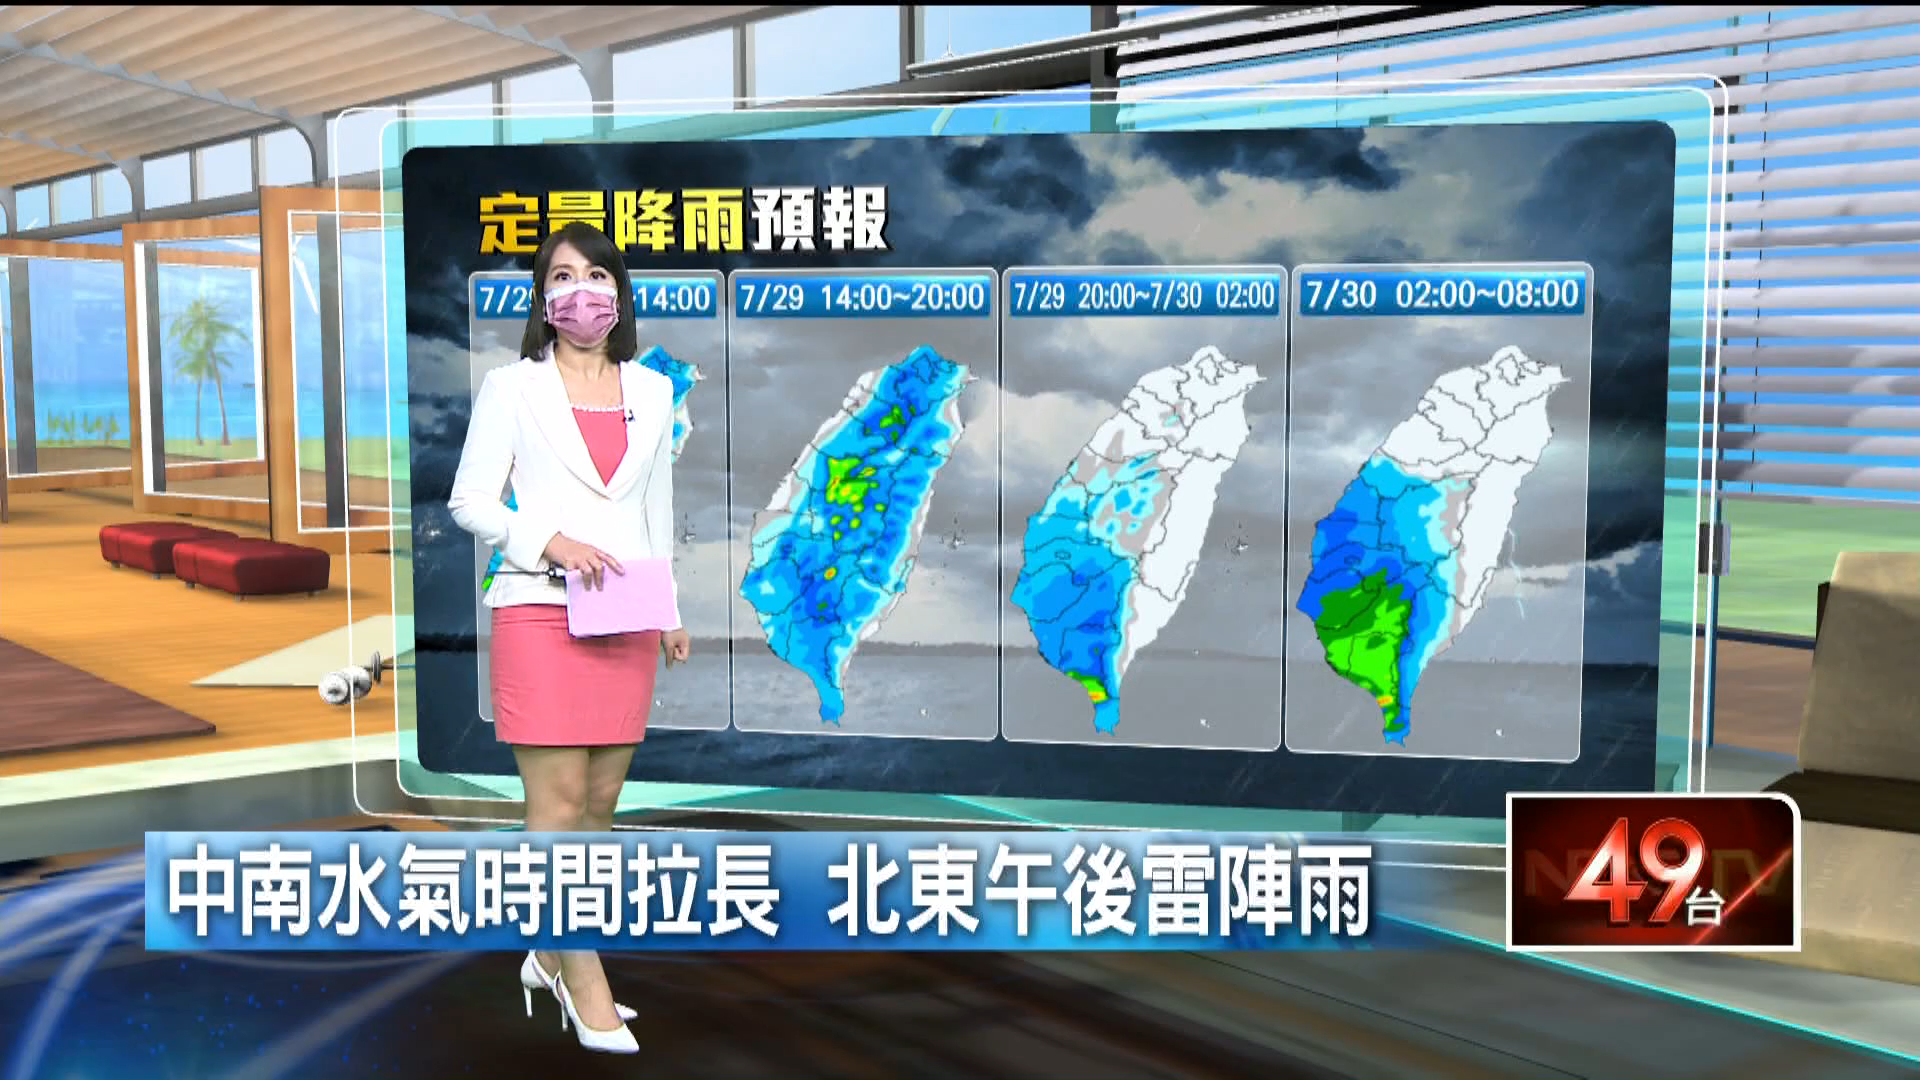 定量降雨預報
7/29 14:00
7/29 14:00~20:00
7/29 20:00~7/30 02:00
7/30 02:00~08:00
中南水氣時間拉長 北東午後雷陣雨
49台